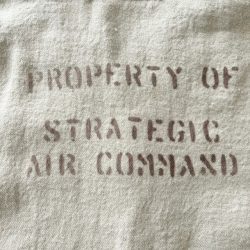 PROPERTY OF
STRATEGIC
AIR COMMAND